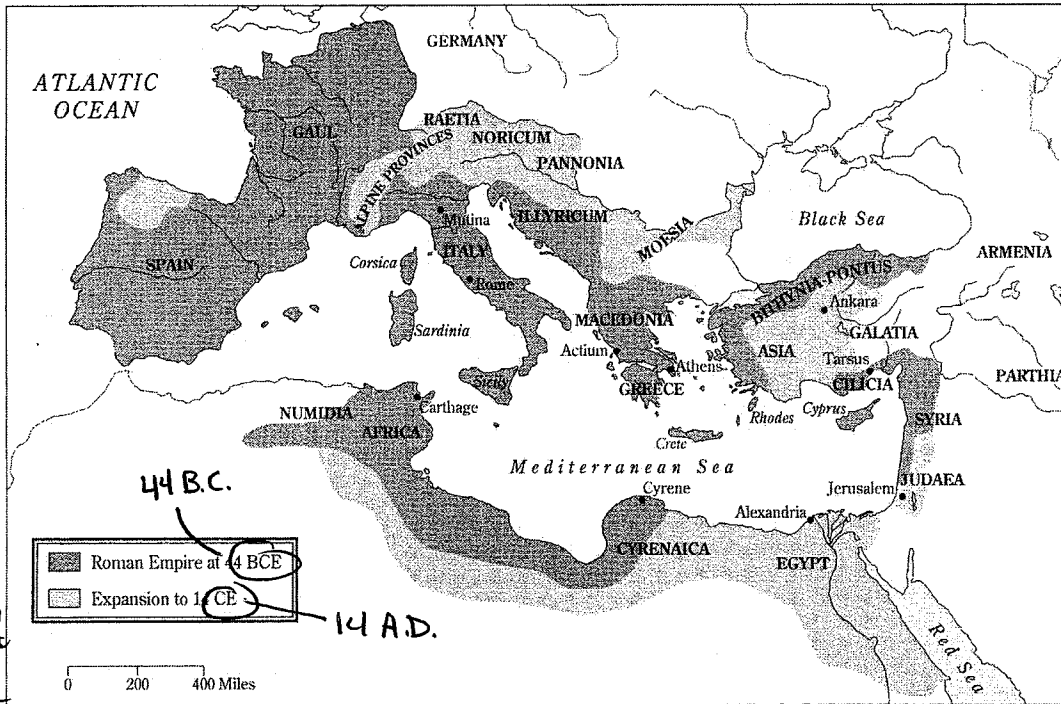 GERMANY
ATLANTIC
OCEAN
RAETIA
GAUL
NORICUM
ALPINE PROVINCES
PANNONIA
Mutina
ILLYRICUM
MOESIA
Black Sea
ARMENIA
SPAIN
Corsica
ITALY
Rome
BITHYNIA-PONTUS
Ankara
Sardinia
MACEDONIA
GALATIA
Actium
ASIA
Tarsus
Athens
PARTHIA
Sicily
GREECE
CILICIA
NUMIDIA
Carthage
Rhodes
Cyprus
SYRIA
AFRICA
Crete
Mediterranean Sea
44 B.C.
Cyrene
Jerusalem
JUDAEA
Alexandria
CYRENAICA
EGYPT
Roman Empire at 44 BCE
Expansion to 14 CE
14 A.D.
Red Sea
0 200 400 Miles